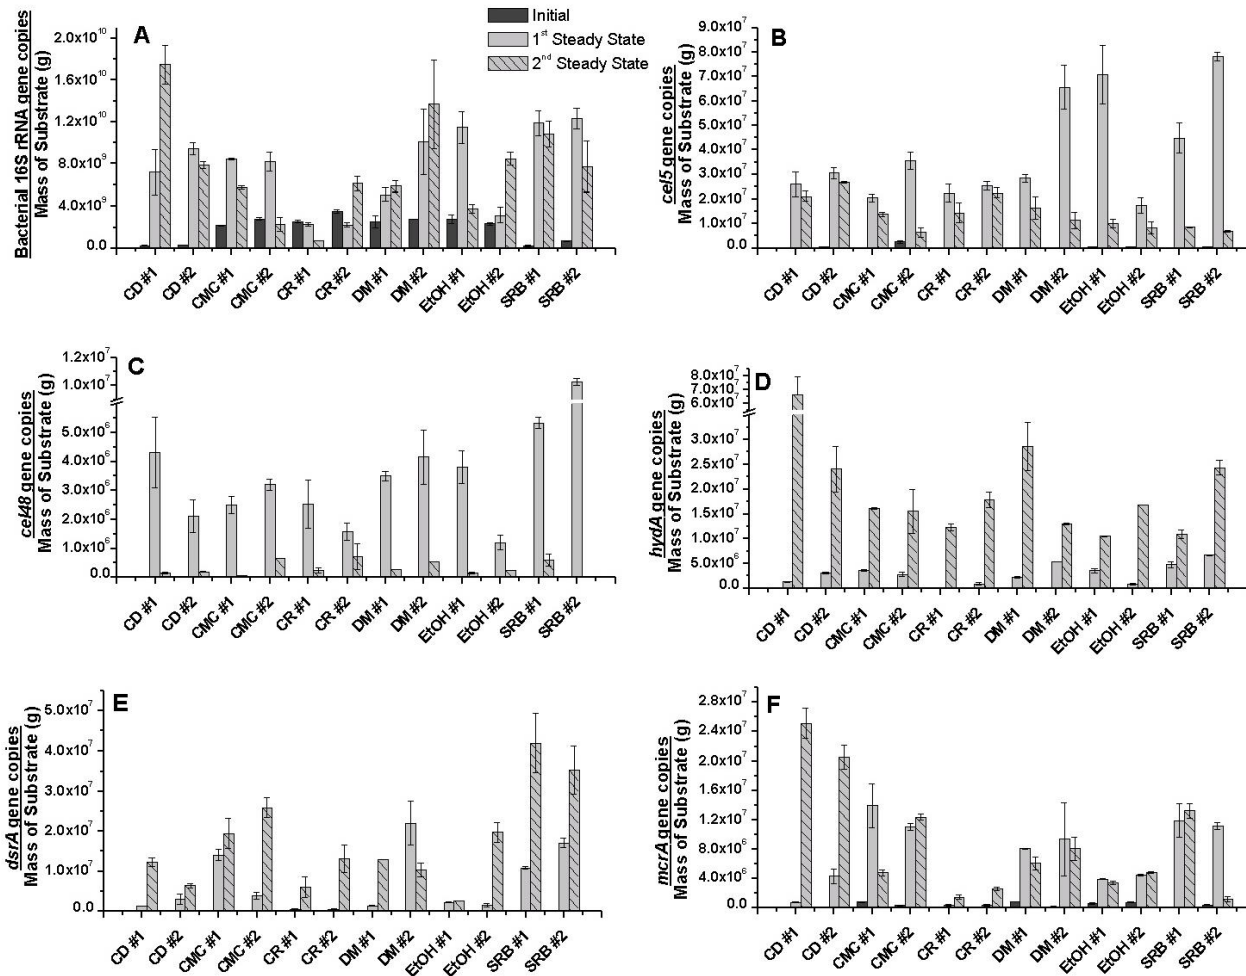 A
Initial
1st Steady State
2nd Steady State
Bacterial 16S rRNA gene copies
Mass of Substrate (g)
2.0x10^10
1.6x10^10
1.2x10^10
8.0x10^9
4.0x10^9
0.0
CD #1 CD #2 CMC #1 CMC #2 CR #1 CR #2 DM #1 DM #2 EtOH #1 EtOH #2 SRB #1 SRB #2
B
cel5 gene copies
Mass of Substrate (g)
9.0x10^7
8.0x10^7
7.0x10^7
6.0x10^7
5.0x10^7
4.0x10^7
3.0x10^7
2.0x10^7
1.0x10^7
0.0
CD #1 CD #2 CMC #1 CMC #2 CR #1 CR #2 DM #1 DM #2 EtOH #1 EtOH #2 SRB #1 SRB #2
C
cel48 gene copies
Mass of Substrate (g)
1.2x10^7
1.0x10^7
5.0x10^6
4.0x10^6
3.0x10^6
2.0x10^6
1.0x10^6
0.0
CD #1 CD #2 CMC #1 CMC #2 CR #1 CR #2 DM #1 DM #2 EtOH #1 EtOH #2 SRB #1 SRB #2
D
hydA gene copies
Mass of Substrate (g)
8.0x10^7
7.0x10^7
6.0x10^7
3.0x10^7
2.5x10^7
2.0x10^7
1.5x10^7
1.0x10^7
5.0x10^6
0.0
CD #1 CD #2 CMC #1 CMC #2 CR #1 CR #2 DM #1 DM #2 EtOH #1 EtOH #2 SRB #1 SRB #2
E
dsrA gene copies
Mass of Substrate (g)
5.0x10^7
4.0x10^7
3.0x10^7
2.0x10^7
1.0x10^7
0.0
CD #1 CD #2 CMC #1 CMC #2 CR #1 CR #2 DM #1 DM #2 EtOH #1 EtOH #2 SRB #1 SRB #2
F
mcrA gene copies
Mass of Substrate (g)
2.8x10^7
2.4x10^7
2.0x10^7
1.6x10^7
1.2x10^7
8.0x10^6
4.0x10^6
0.0
CD #1 CD #2 CMC #1 CMC #2 CR #1 CR #2 DM #1 DM #2 EtOH #1 EtOH #2 SRB #1 SRB #2